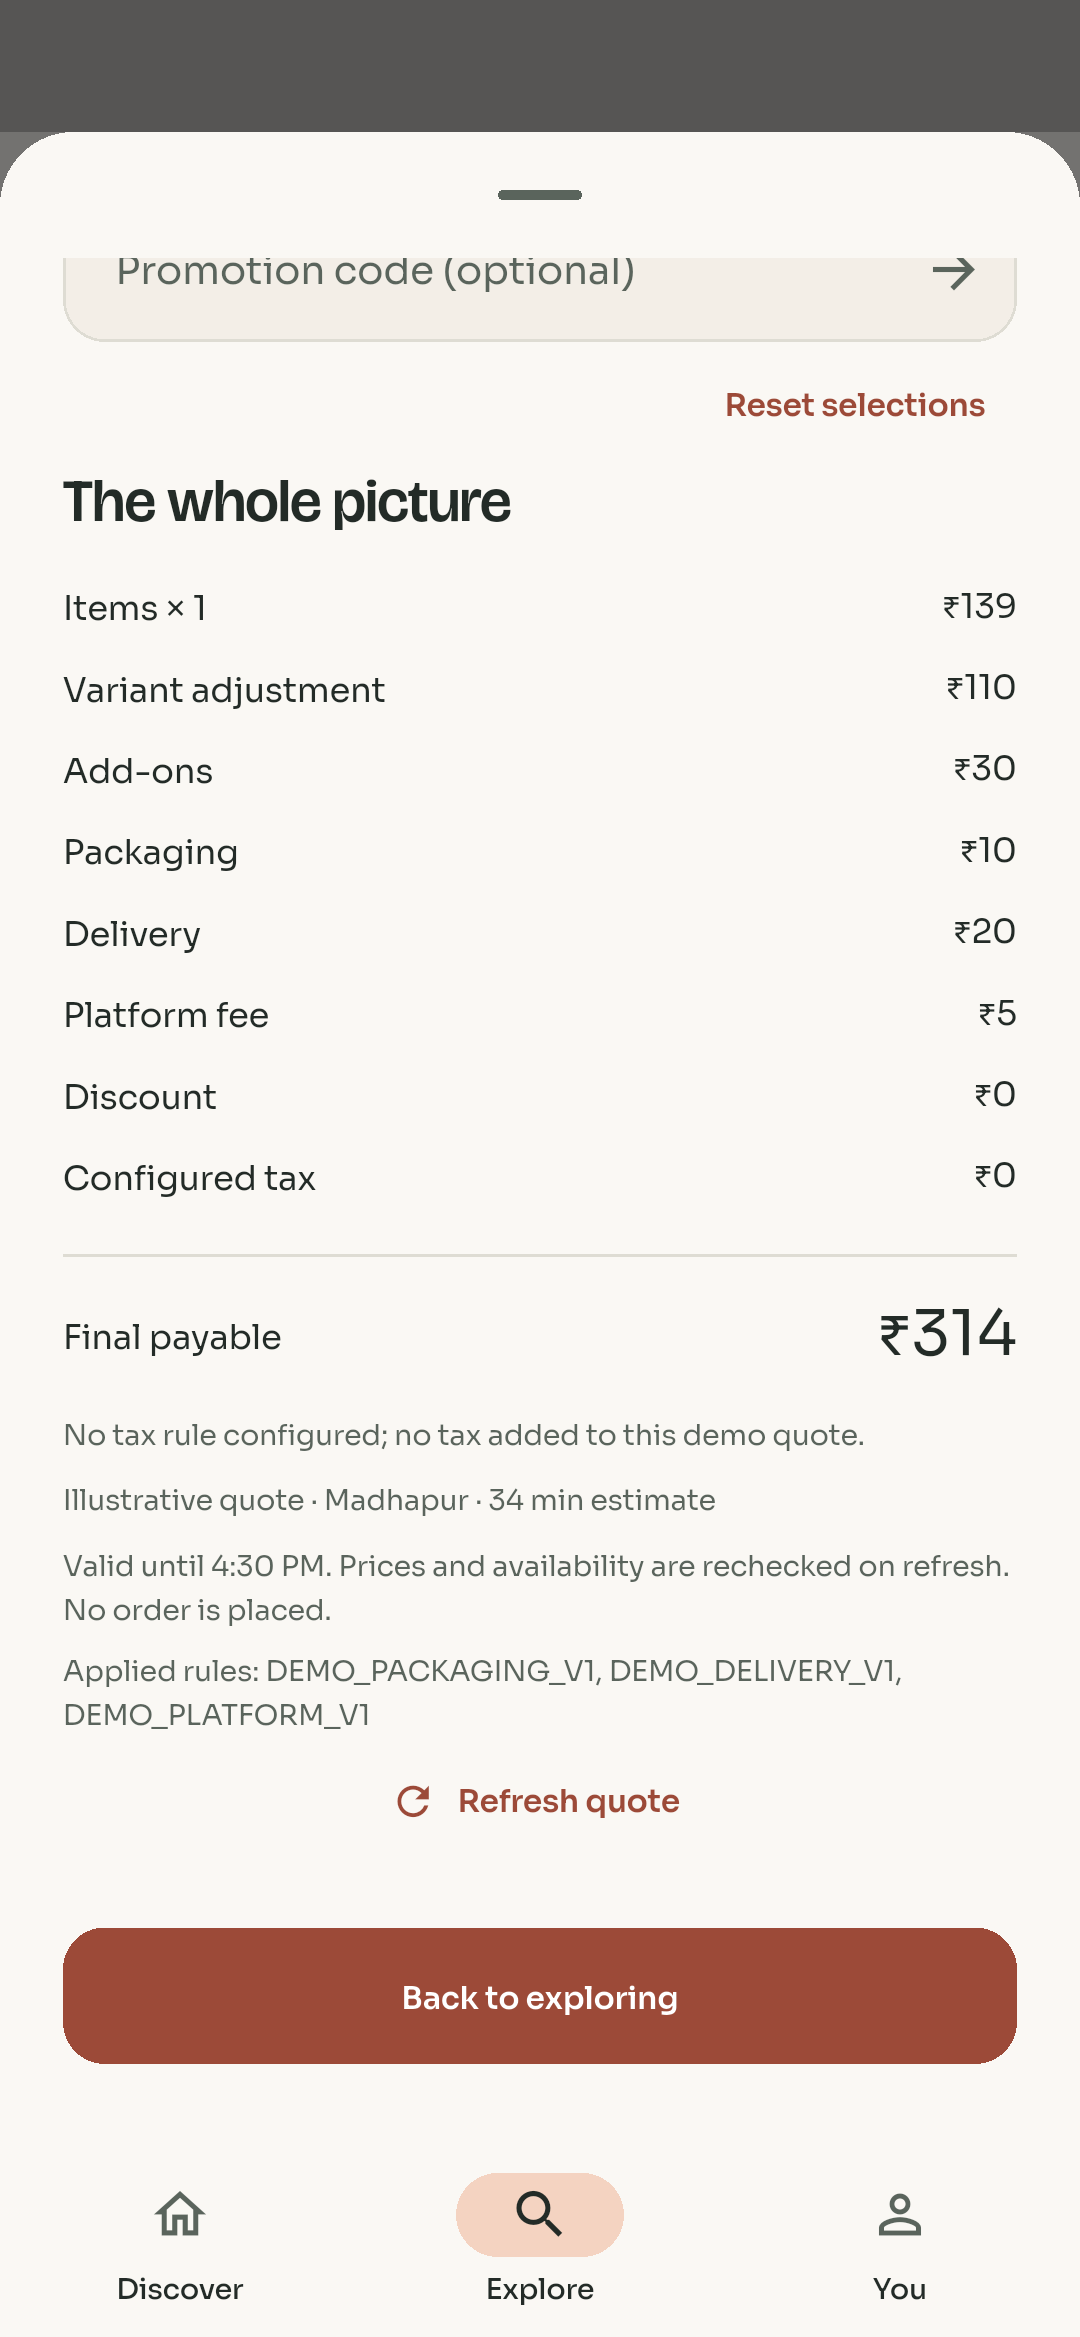 Promotion code (optional)
Reset selections
The whole picture
Items × 1 ₹139
Variant adjustment ₹110
Add-ons ₹30
Packaging ₹10
Delivery ₹20
Platform fee ₹5
Discount ₹0
Configured tax ₹0
Final payable ₹314
No tax rule configured; no tax added to this demo quote.
Illustrative quote · Madhapur · 34 min estimate
Valid until 4:30 PM. Prices and availability are rechecked on refresh.
No order is placed.
Applied rules: DEMO_PACKAGING_V1, DEMO_DELIVERY_V1,
DEMO_PLATFORM_V1
Refresh quote
Back to exploring
Discover Explore You